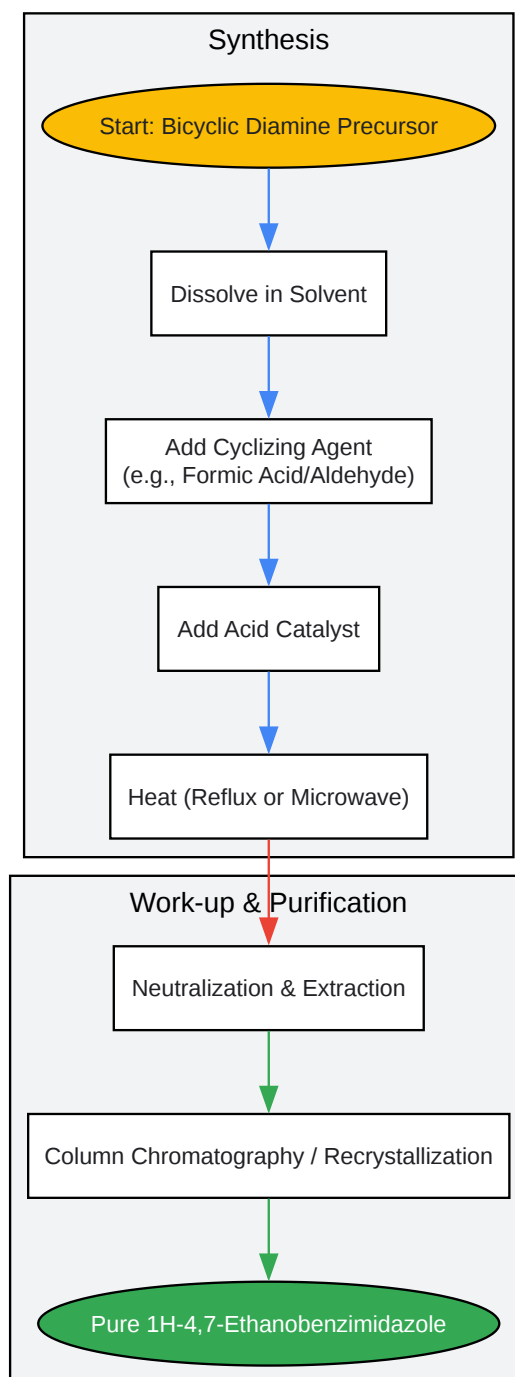 Synthesis
Start: Bicyclic Diamine Precursor
Dissolve in Solvent
Add Cyclizing Agent
(e.g., Formic Acid/Aldehyde)
Add Acid Catalyst
Heat (Reflux or Microwave)
Work-up & Purification
Neutralization & Extraction
Column Chromatography / Recrystallization
Pure 1H-4,7-Ethanobenzimidazole